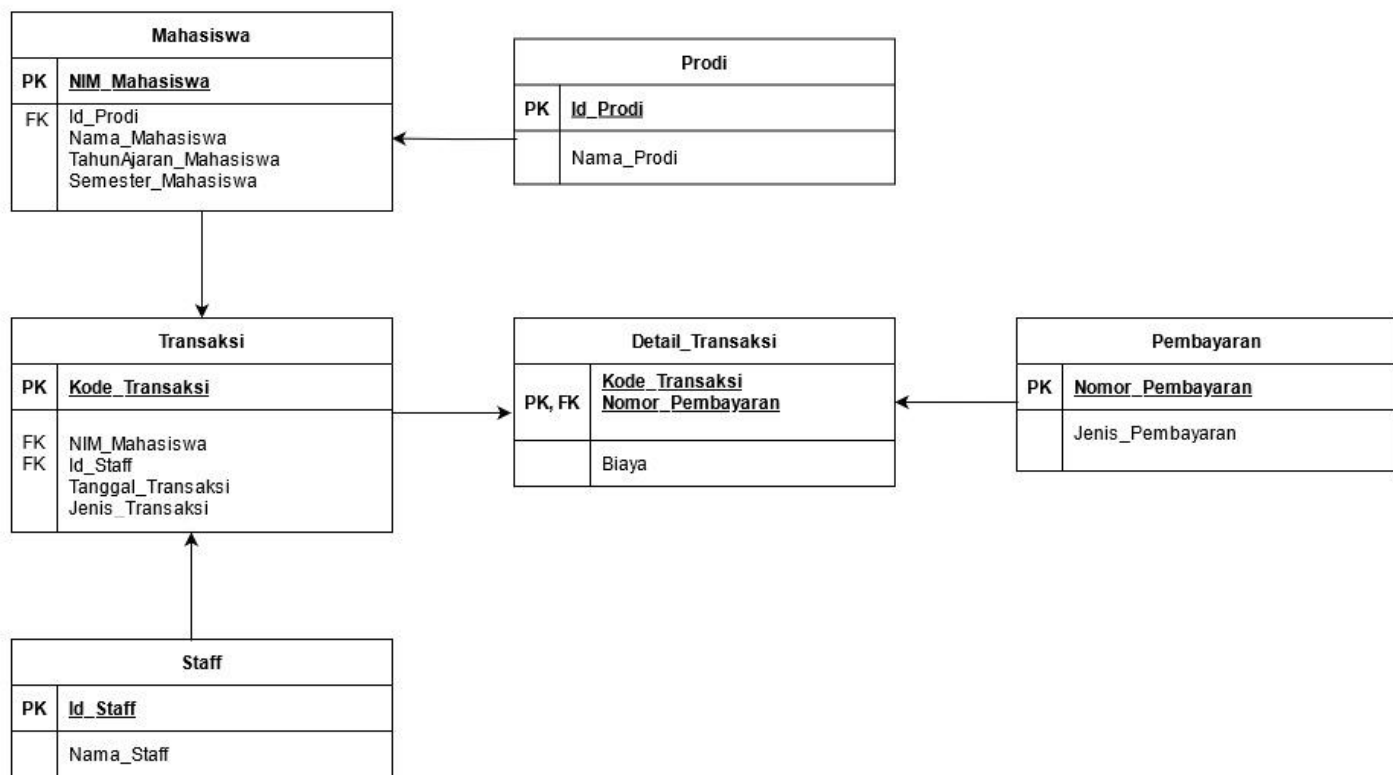 Mahasiswa
PK NIM_Mahasiswa
FK Id_Prodi
Nama_Mahasiswa
TahunAjaran_Mahasiswa
Semester_Mahasiswa
Prodi
PK Id_Prodi
Nama_Prodi
Transaksi
PK Kode_Transaksi
FK NIM_Mahasiswa
FK Id_Staff
Tanggal_Transaksi
Jenis_Transaksi
Detail_Transaksi
PK, FK Kode_Transaksi
Nomor_Pembayaran
Biaya
Pembayaran
PK Nomor_Pembayaran
Jenis_Pembayaran
Staff
PK Id_Staff
Nama_Staff